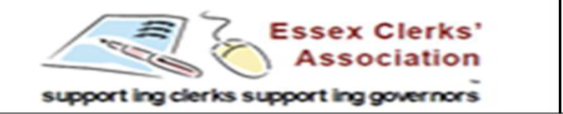 Essex Clerks'
Association
support ing clerks support ing governors